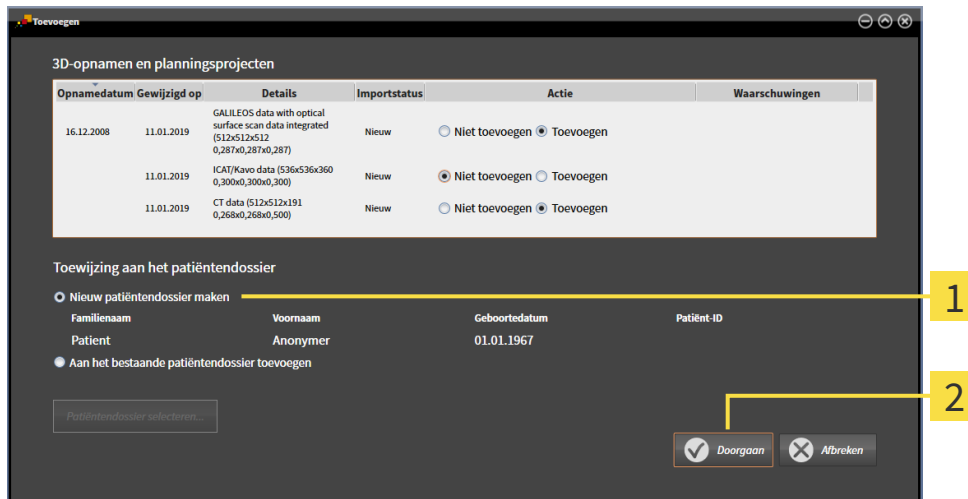 Toevoegen
3D-opnamen en planningsprojecten
Opnamedatum Gewijzigd op Details Importstatus Actie Waarschuwingen
GALILEOS data with optical
surface scan data integrated
(512x512x512
0,287x0,287x0,287)
16.12.2008 11.01.2019 Nieuw Niet toevoegen Toevoegen
ICAT/Kavo data (536x536x360
0,300x0,300x0,300)
11.01.2019 Nieuw Niet toevoegen Toevoegen
CT data (512x512x191
0,268x0,268x0,500)
11.01.2019 Nieuw Niet toevoegen Toevoegen
Toewijzing aan het patiëntendossier
Nieuw patiëntendossier maken
1
Familienaam Voornaam Geboortedatum Patiënt-ID
Patient Anonymer 01.01.1967
Aan het bestaande patiëntendossier toevoegen
2
Patiëntendossier selecteren...
Doorgaan Afbreken